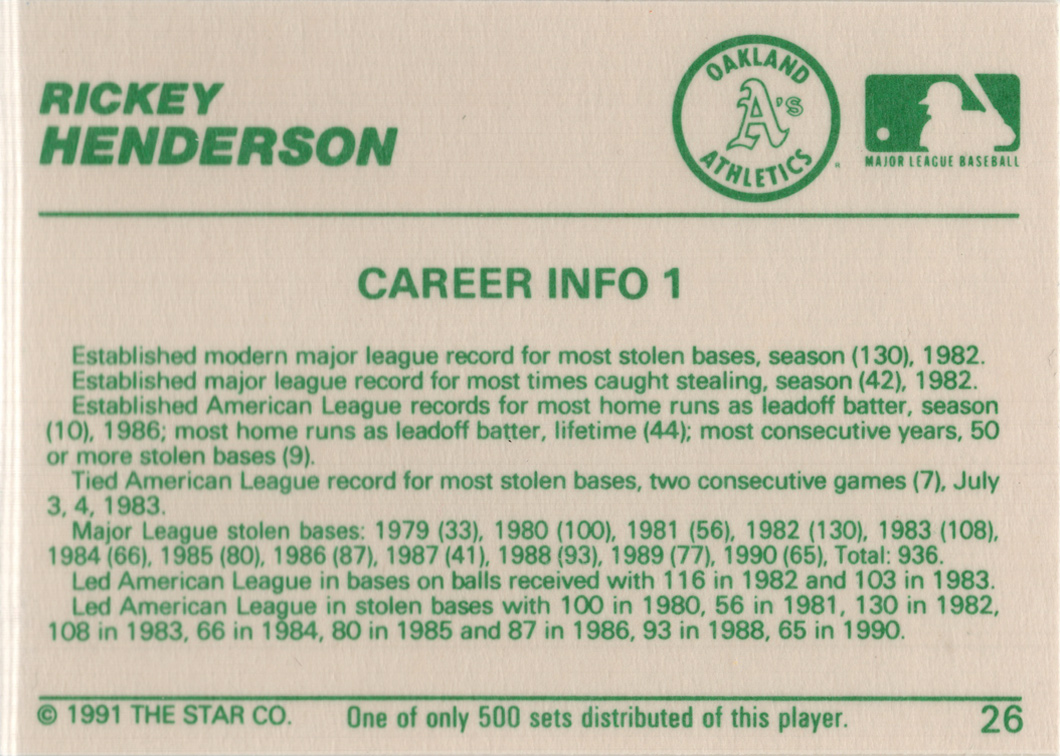 RICKEY
HENDERSON
OAKLAND
A's
ATHLETICS
MAJOR LEAGUE BASEBALL
CAREER INFO 1
Established modern major league record for most stolen bases, season (130), 1982.
Established major league record for most times caught stealing, season (42), 1982.
Established American League records for most home runs as leadoff batter, season
(10), 1986; most home runs as leadoff batter, lifetime (44); most consecutive years, 50
or more stolen bases (9).
Tied American League record for most stolen bases, two consecutive games (7), July
3, 4, 1983.
Major League stolen bases: 1979 (33), 1980 (100), 1981 (56), 1982 (130), 1983 (108),
1984 (66), 1985 (80), 1986 (87), 1987 (41), 1988 (93), 1989 (77), 1990 (65), Total: 936.
Led American League in bases on balls received with 116 in 1982 and 103 in 1983.
Led American League in stolen bases with 100 in 1980, 56 in 1981, 130 in 1982,
108 in 1983, 66 in 1984, 80 in 1985 and 87 in 1986, 93 in 1988, 65 in 1990.
© 1991 THE STAR CO. One of only 500 sets distributed of this player. 26